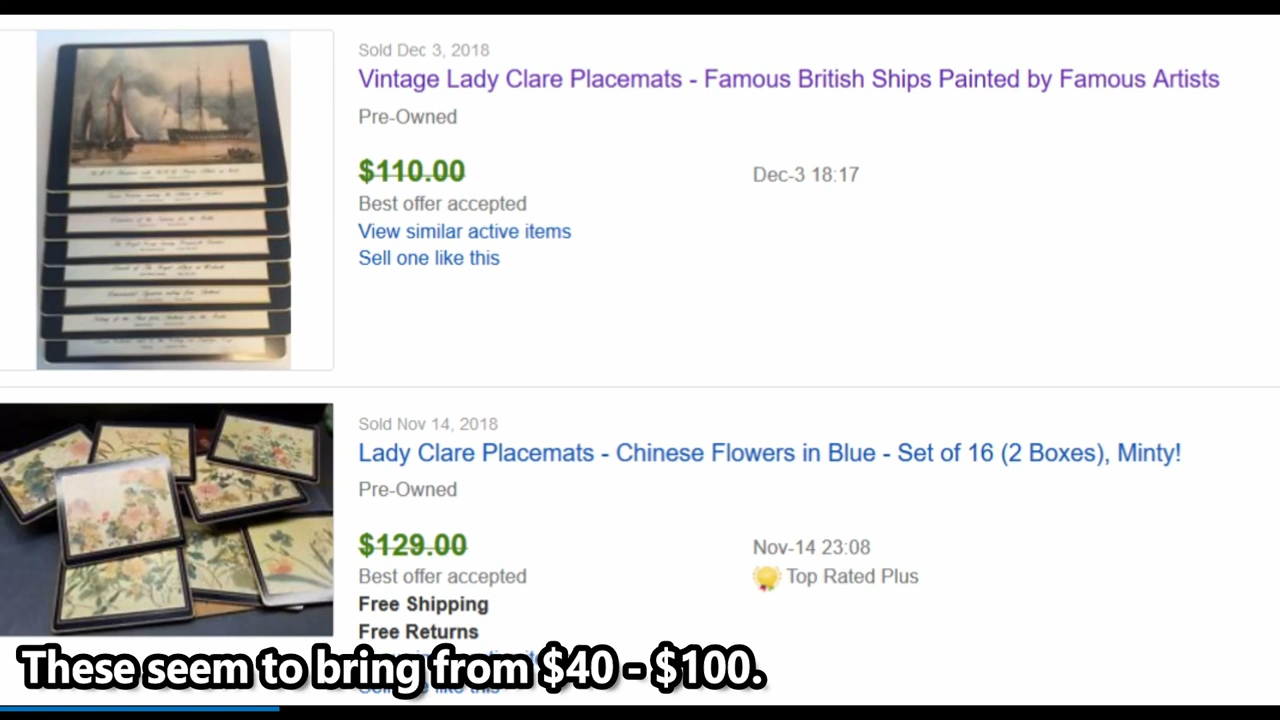 Sold Dec 3, 2018
Vintage Lady Clare Placemats - Famous British Ships Painted by Famous Artists
Pre-Owned
$110.00
Dec-3 18:17
Best offer accepted
View similar active items
Sell one like this
Sold Nov 14, 2018
Lady Clare Placemats - Chinese Flowers in Blue - Set of 16 (2 Boxes), Minty!
Pre-Owned
$129.00
Nov-14 23:08
Best offer accepted
Top Rated Plus
Free Shipping
Free Returns
These seem to bring from $40 - $100.